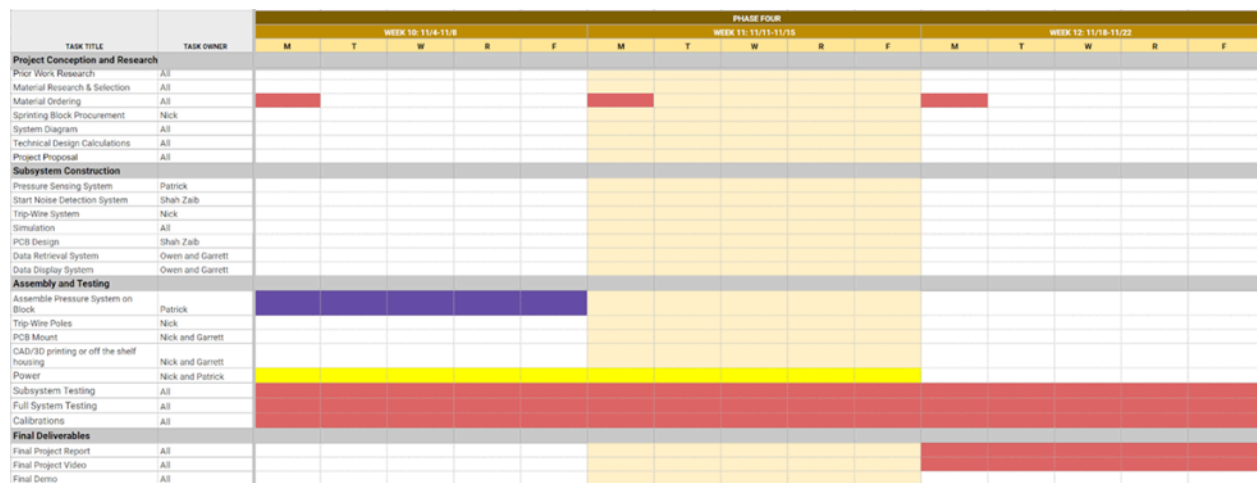 PHASE FOUR
WEEK 10: 11/4-11/8 WEEK 11: 11/11-11/15 WEEK 12: 11/18-11/22
TASK TITLE TASK OWNER M T W R F M T W R F M T W R F
Project Conception and Research
Prior Work Research All
Material Research & Selection All
Material Ordering All
Sprinting Block Procurement Nick
System Diagram All
Technical Design Calculations All
Project Proposal All
Subsystem Construction
Pressure Sensing System Patrick
Start Noise Detection System Shah Zaib
Trip-Wire System Nick
Simulation All
PCB Design Shah Zaib
Data Retrieval System Owen and Garrett
Data Display System Owen and Garrett
Assembly and Testing
Assemble Pressure System on
Block Patrick
Trip-Wire Poles Nick
PCB Mount Nick and Garrett
CAD/3D printing or off the shelf
housing Nick and Garrett
Power Nick and Patrick
Subsystem Testing All
Full System Testing All
Calibrations All
Final Deliverables
Final Project Report All
Final Project Video All
Final Demo All